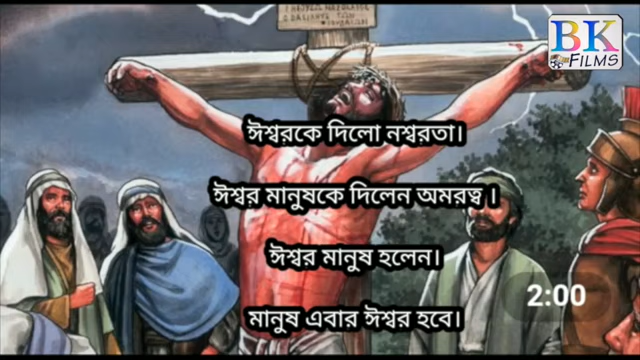 BK
FILMS
ঈশ্বরকে দিলো নশ্বরতা।
ঈশ্বর মানুষকে দিলেন অমরত্ব ।
ঈশ্বর মানুষ হলেন।
মানুষ এবার ঈশ্বর হবে।
2:00